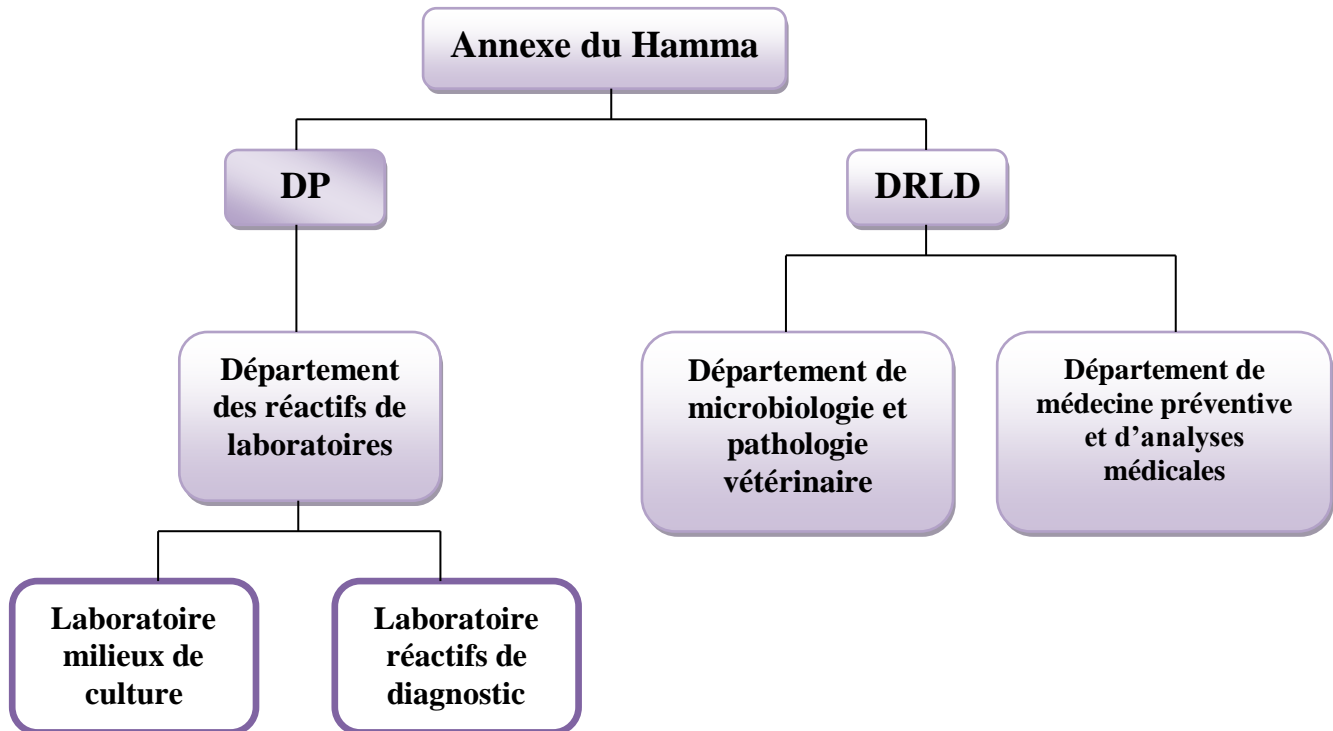 Annexe du Hamma
DP
DRLD
Département
des réactifs de
laboratoires
Département de
microbiologie et
pathologie
vétérinaire
Département de
médecine préventive
et d’analyses
médicales
Laboratoire
milieux de
culture
Laboratoire
réactifs de
diagnostic